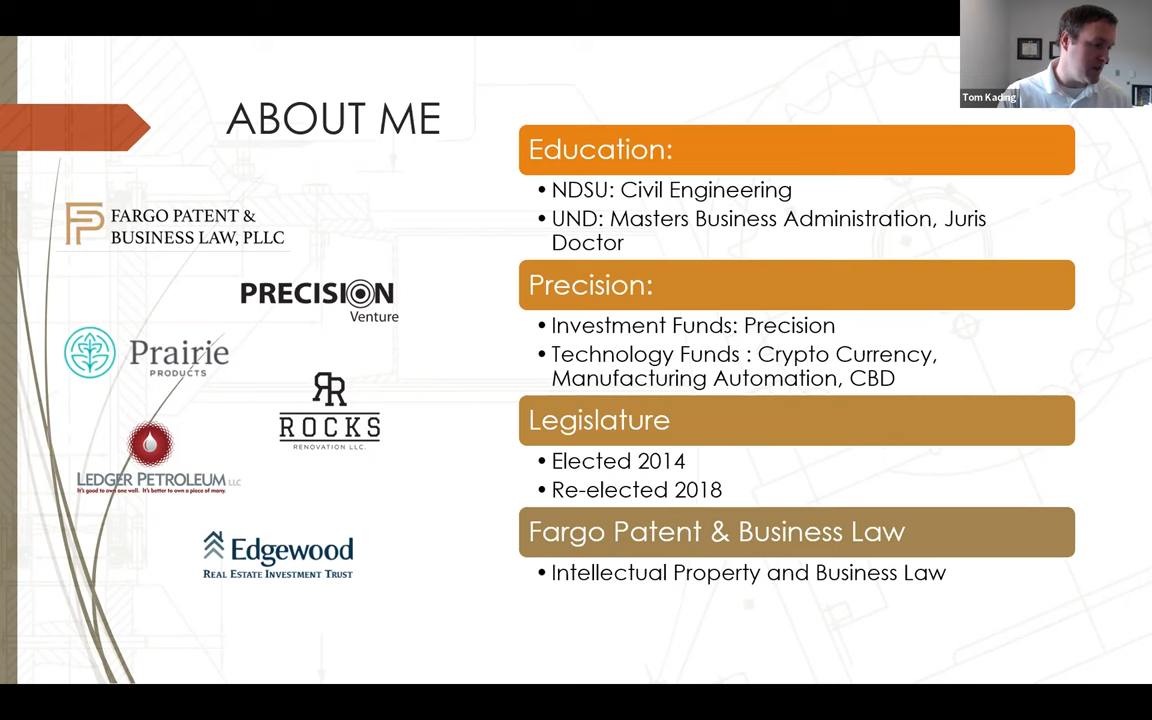 Tom Kading
ABOUT ME
FARGO PATENT &
BUSINESS LAW, PLLC
PRECISION
Venture
Prairie
PRODUCTS
RR
ROCKS
RENOVATION LLC.
LEDGER PETROLEUM LLC
It's good to own one well. It's better to own a piece of many.
Edgewood
REAL ESTATE INVESTMENT TRUST
Education:
• NDSU: Civil Engineering
• UND: Masters Business Administration, Juris
Doctor
Precision:
• Investment Funds: Precision
• Technology Funds : Crypto Currency,
Manufacturing Automation, CBD
Legislature
• Elected 2014
• Re-elected 2018
Fargo Patent & Business Law
• Intellectual Property and Business Law